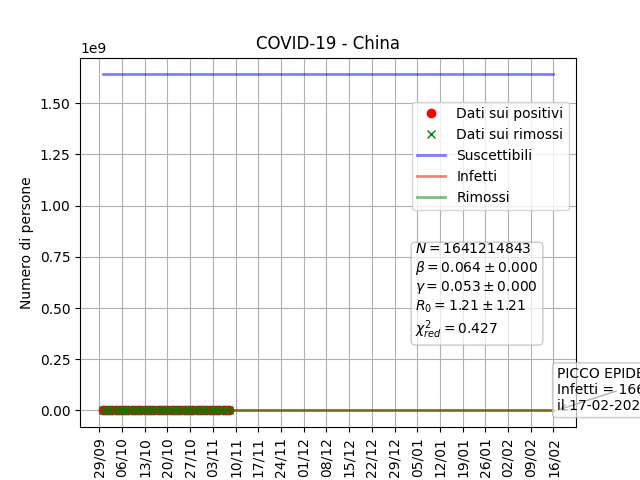 COVID-19 - China
1e9
Numero di persone
1.50
1.25
1.00
0.75
0.50
0.25
0.00
Dati sui positivi
Dati sui rimossi
Suscettibili
Infetti
Rimossi
N = 1641214843
β = 0.064 ± 0.000
γ = 0.053 ± 0.000
R₀ = 1.21 ± 1.21
χ²red = 0.427
PICCO
Infetti =
il 17-02-
29/09
06/10
13/10
20/10
27/10
03/11
10/11
17/11
24/11
01/12
08/12
15/12
22/12
29/12
05/01
12/01
19/01
26/01
02/02
09/02
16/02